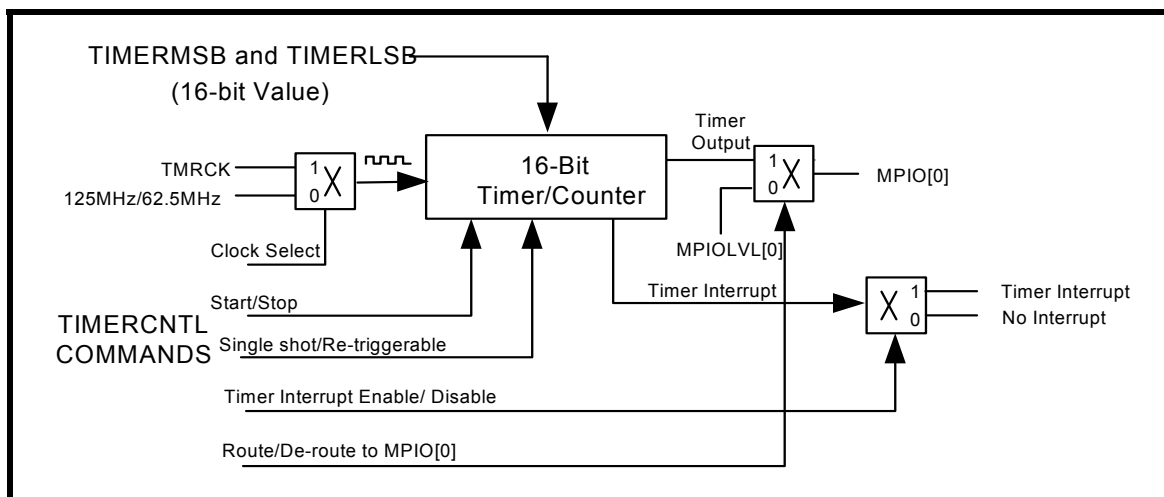 TIMERMSB and TIMERLSB
(16-bit Value)
Timer
Output
TMRCK
125MHz/62.5MHz
1
0
X
16-Bit
Timer/Counter
1
0
X
MPIO[0]
Clock Select
MPIOLVL[0]
Timer Interrupt
X
1
0
Timer Interrupt
No Interrupt
TIMERCNTL
COMMANDS
Start/Stop
Single shot/Re-triggerable
Timer Interrupt Enable/ Disable
Route/De-route to MPIO[0]